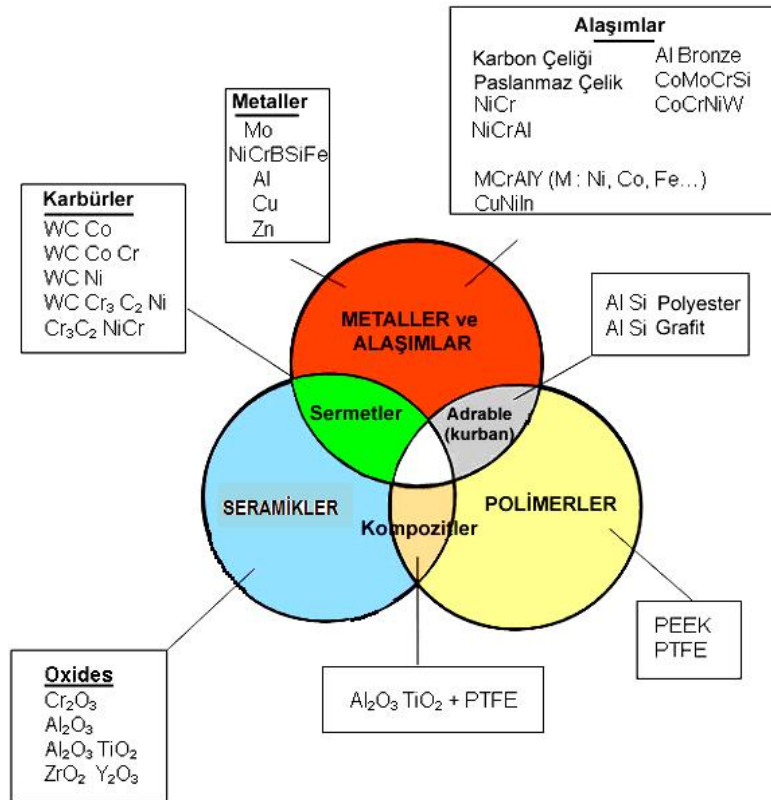 Alaşımlar
Karbon Çeliği Al Bronze
Paslanmaz Çelik CoMoCrSi
NiCr CoCrNiW
NiCrAl
MCrAlY (M : Ni, Co, Fe...)
CuNiIn
Metaller
Mo
NiCrBSiFe
Al
Cu
Zn
Karbürler
WC Co
WC Co Cr
WC Ni
WC Cr₃ C₂ Ni
Cr₃C₂ NiCr
METALLER ve
ALAŞIMLAR
Al Si Polyester
Al Si Grafit
Sermetler
Adrable
(kurban)
SERAMİKLER
Kompozitler
POLİMERLER
PEEK
PTFE
Oxides
Cr₂O₃
Al₂O₃
Al₂O₃ TiO₂
ZrO₂ Y₂O₃
Al₂O₃ TiO₂ + PTFE